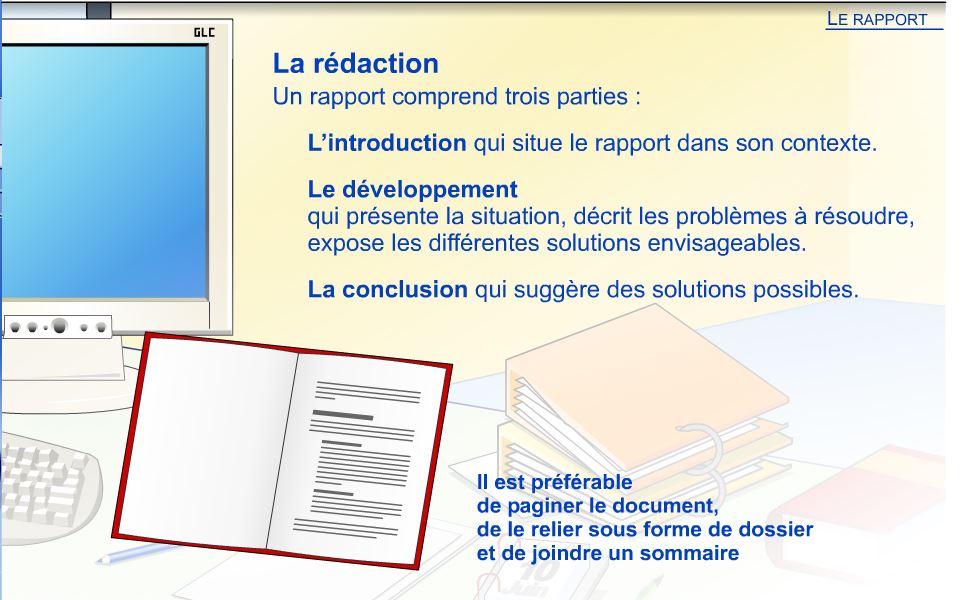 GLC
LE RAPPORT
La rédaction
Un rapport comprend trois parties :
L’introduction qui situe le rapport dans son contexte.
Le développement
qui présente la situation, décrit les problèmes à résoudre,
expose les différentes solutions envisageables.
La conclusion qui suggère des solutions possibles.
Il est préférable
de paginer le document,
de le relier sous forme de dossier
et de joindre un sommaire
10
Juin